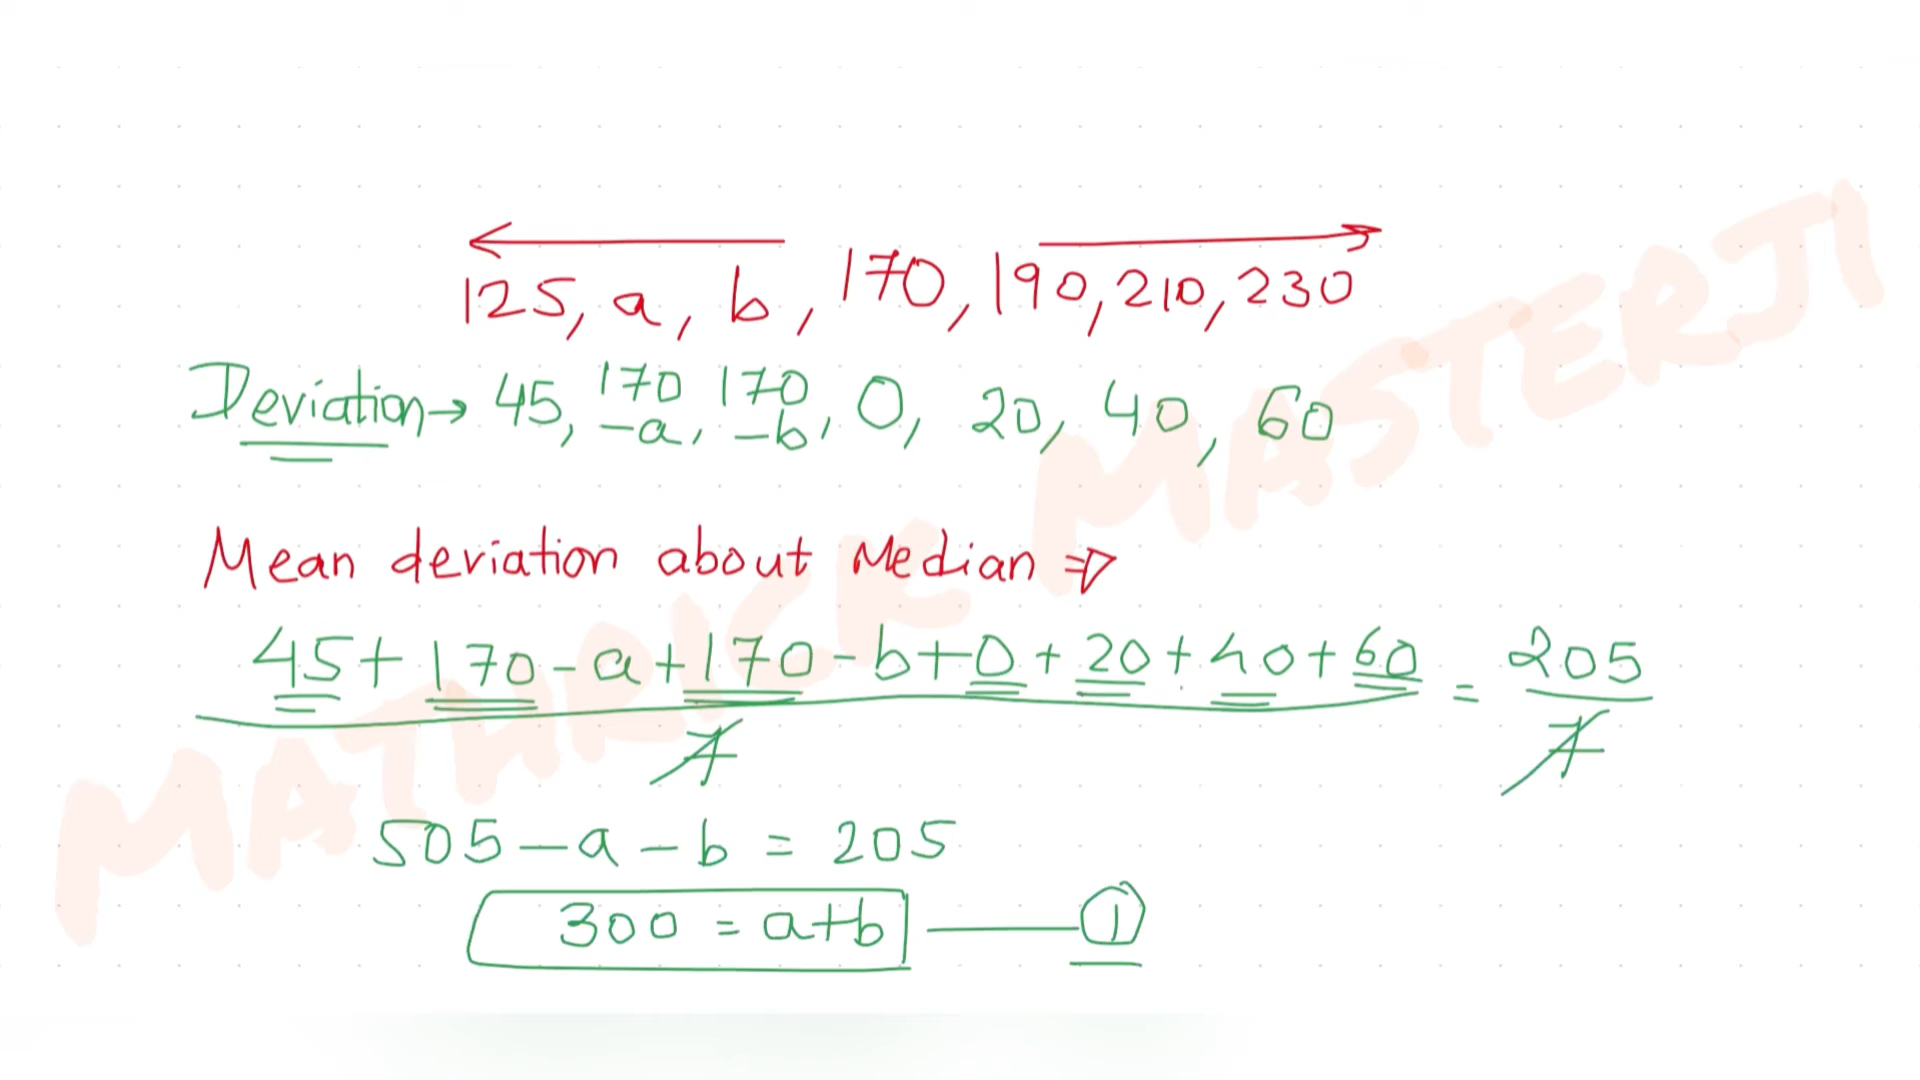 125, a, b, 170, 190, 210, 230
Deviation → 45, 170-a, 170-b, 0, 20, 40, 60
Mean deviation about Median ⇒
45+170-a+170-b+0+20+40+60 = 205
7 7
505-a-b = 205
300 = a+b — 1
MATHRICK MASTERJI